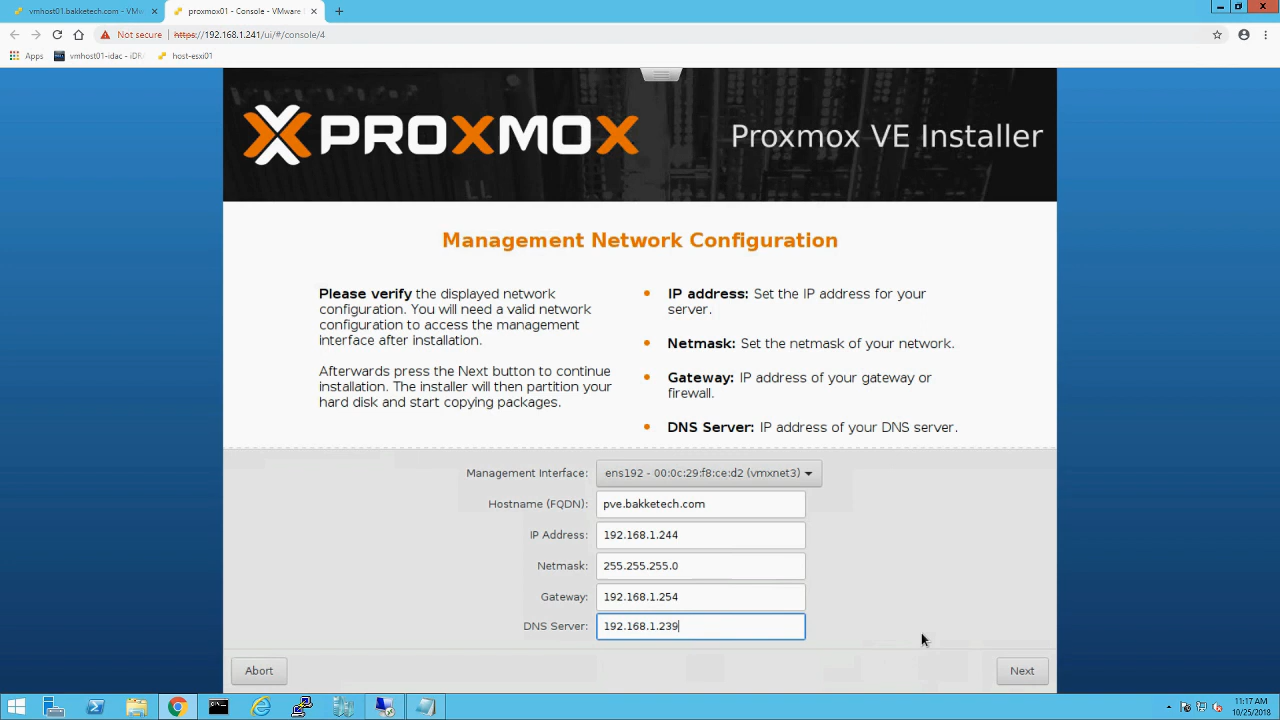 vmhost01.bakketech.com - VMw
proxmox01 - Console - VMware
Not secure
https://192.168.1.241/ui/#/console/4
Apps
vmhost01-idac - iDR
host-esxi01
PROXMOX
Proxmox VE Installer
Management Network Configuration
Please verify the displayed network
configuration. You will need a valid network
configuration to access the management
interface after installation.
Afterwards press the Next button to continue
installation. The installer will then partition your
hard disk and start copying packages.
IP address: Set the IP address for your
server.
Netmask: Set the netmask of your network.
Gateway: IP address of your gateway or
firewall.
DNS Server: IP address of your DNS server.
Management Interface: ens192 - 00:0c:29:f8:ce:d2 (vmxnet3)
Hostname (FQDN): pve.bakketech.com
IP Address: 192.168.1.244
Netmask: 255.255.255.0
Gateway: 192.168.1.254
DNS Server: 192.168.1.239
Abort
Next
11:17 AM
10/25/2018